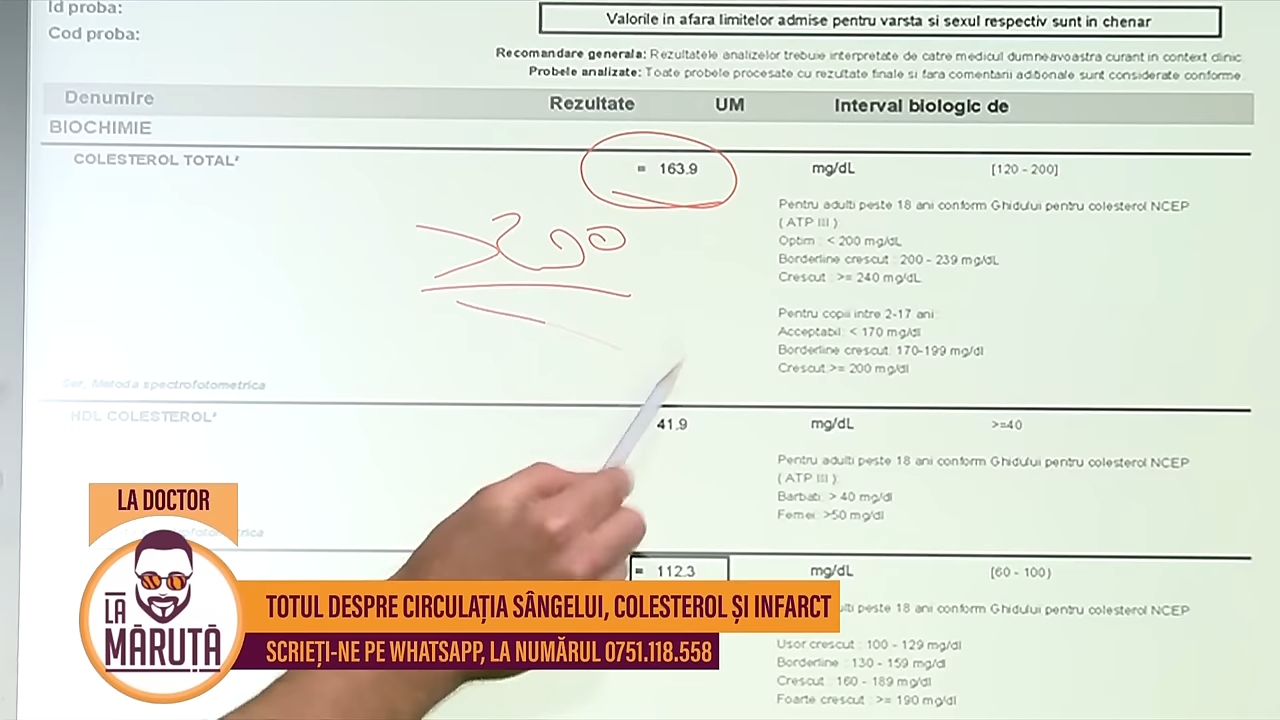 Id proba:
Cod proba:
Valorile in afara limitelor admise pentru varsta si sexul respectiv sunt in chenar
Recomandare generala: Rezultatele analizelor trebuie interpretate de catre medicul dumneavoastra curant in context clinic.
Probele analizate: Toate probele procesate cu rezultate finale si fara comentarii aditionale sunt considerate conforme.
Denumire Rezultate UM Interval biologic de
BIOCHIMIE
COLESTEROL TOTAL² = 163.9 mg/dL [120 - 200]
>200
Pentru adulti peste 18 ani conform Ghidului pentru colesterol NCEP
( ATP III )
Optim : < 200 mg/dL
Borderline crescut : 200 - 239 mg/dL
Crescut : >= 240 mg/dL
Pentru copii intre 2-17 ani:
Acceptabil: < 170 mg/dl
Borderline crescut: 170-199 mg/dl
Crescut:>= 200 mg/dl
Ser, Metoda spectrofotometrica
HDL COLESTEROL² 41.9 mg/dL >=40
Pentru adulti peste 18 ani conform Ghidului pentru colesterol NCEP
( ATP III ):
Barbati: > 40 mg/dl
Femei: >50 mg/dl
= 112.3 mg/dL [60 - 100]
peste 18 ani conform Ghidului pentru colesterol NCEP
Usor crescut : 100 - 129 mg/dl
Borderline : 130 - 159 mg/dl
Crescut : 160 - 189 mg/dl
Foarte crescut : >= 190 mg/dl
LA DOCTOR
LA
MĂRUȚĂ
TOTUL DESPRE CIRCULAȚIA SÂNGELUI, COLESTEROL ȘI INFARCT
SCRIEȚI-NE PE WHATSAPP, LA NUMĂRUL 0751.118.558